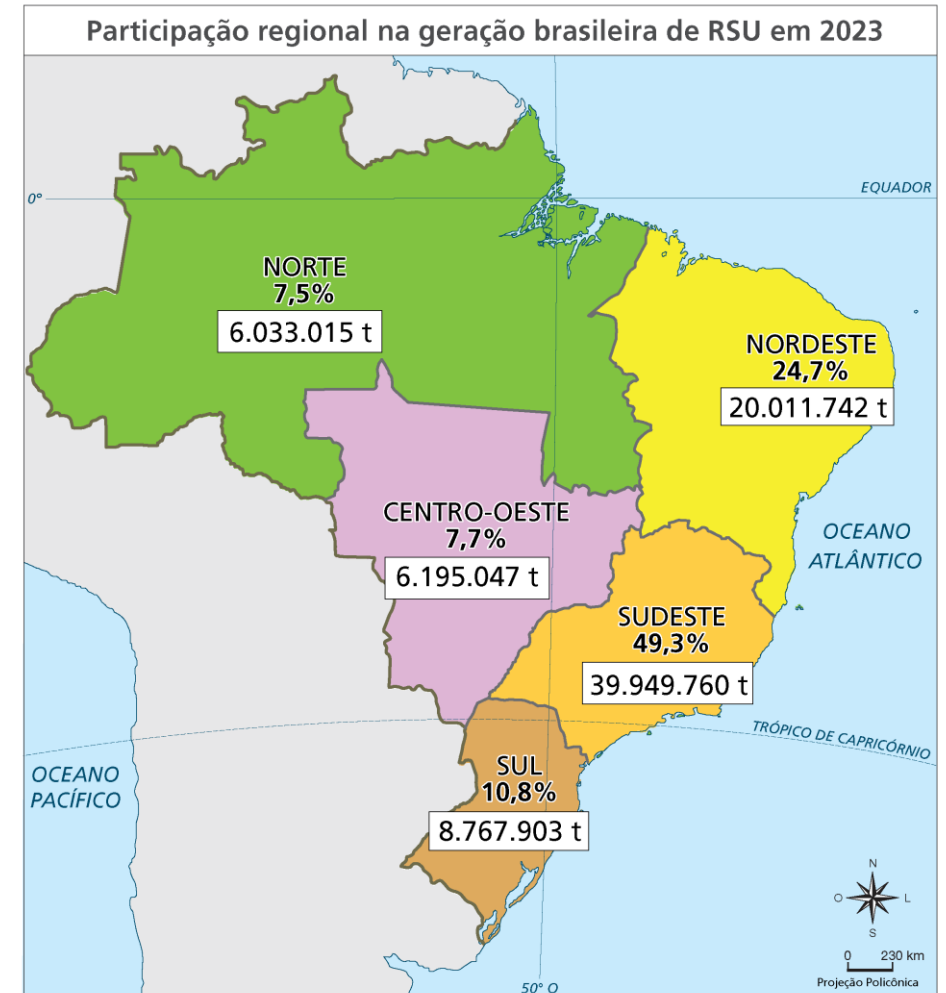 Participação regional na geração brasileira de RSU em 2023
0°
EQUADOR
NORTE
7,5%
6.033.015 t
NORDESTE
24,7%
20.011.742 t
CENTRO-OESTE
7,7%
6.195.047 t
OCEANO
ATLÂNTICO
SUDESTE
49,3%
39.949.760 t
TRÓPICO DE CAPRICÓRNIO
OCEANO
PACÍFICO
SUL
10,8%
8.767.903 t
N
O
L
S
0 230 km
Projeção Policônica
50° O